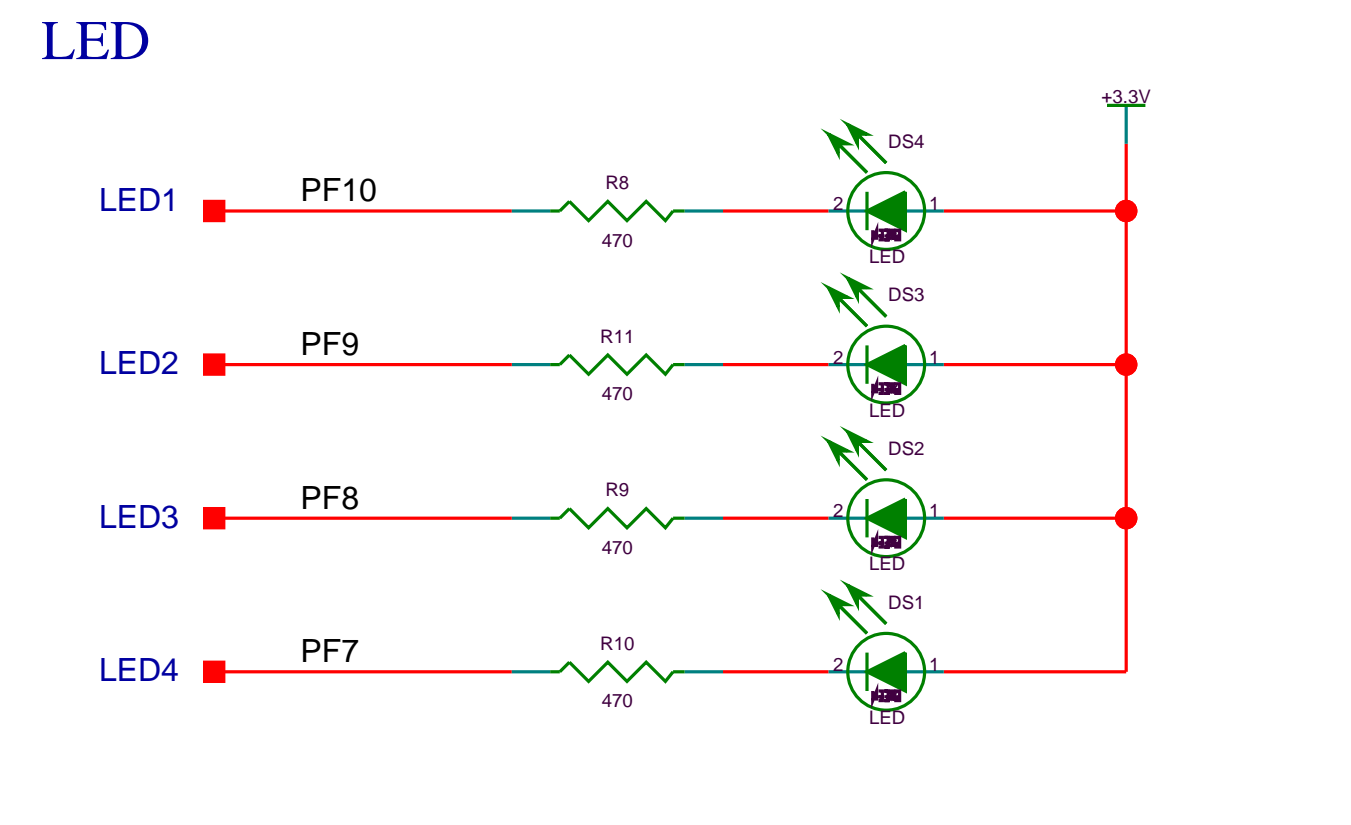 LED
+3.3V
DS4
LED1
PF10
R8
2
1
470
LED
DS3
LED2
PF9
R11
2
1
470
LED
DS2
LED3
PF8
R9
2
1
470
LED
DS1
LED4
PF7
R10
2
1
470
LED